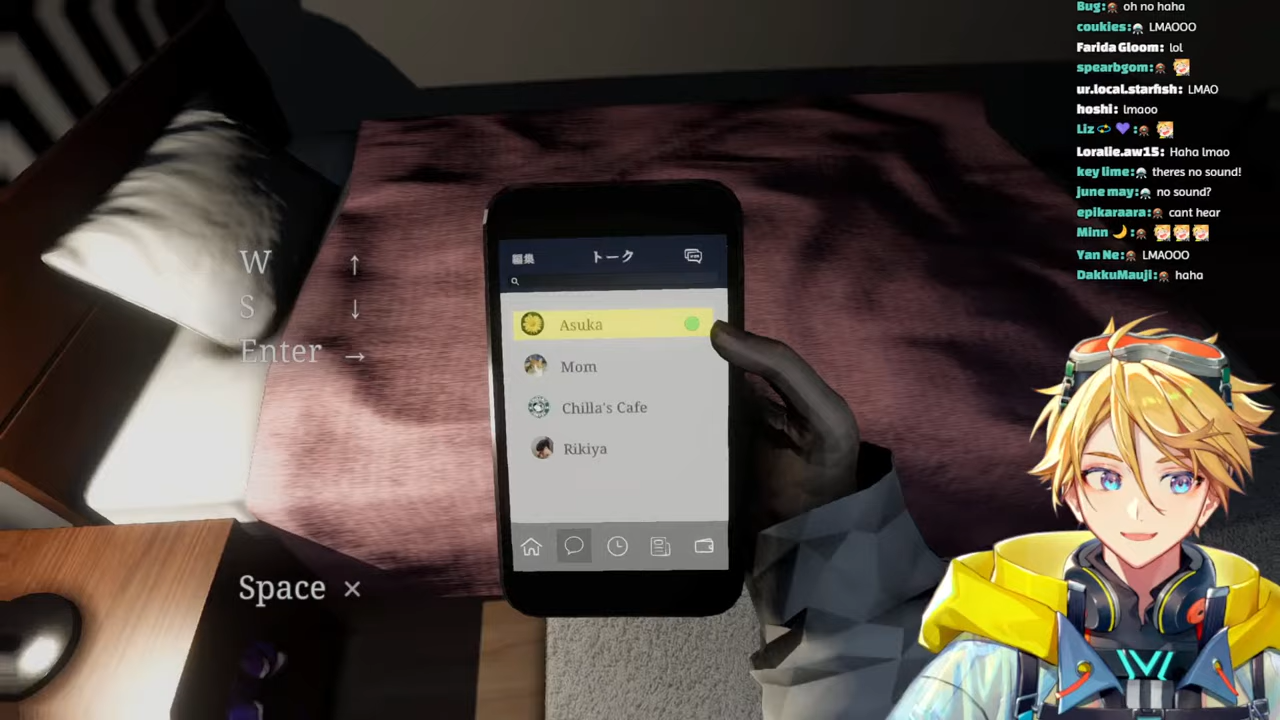 W ↑
S ↓
Enter →
Space ×
編集
トーク
Asuka
Mom
Chilla's Cafe
Rikiya
Bug: oh no haha
coukies: LMAOOO
Farida Gloom: lol
spearbgom:
ur.local.starfish: LMAO
hoshi: lmaoo
Liz 💫 💜 :
Loralie.aw15: Haha lmao
key lime: theres no sound!
june may: no sound?
epikaraara: cant hear
Minn 🌙 :
Yan Ne: LMAOOO
DakkuMauji: haha